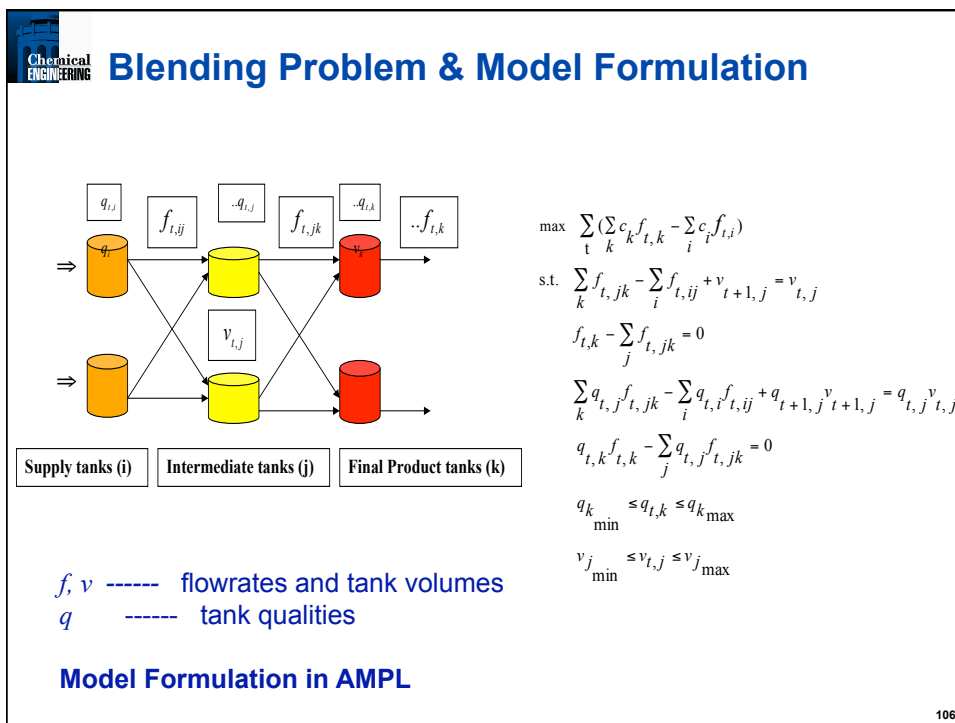 Chemical
ENGINEERING
Blending Problem & Model Formulation
q_{t,i}
f_{t,ij}
..q_{t,j}
f_{t,jk}
..q_{t,k}
..f_{t,k}
q_i
v_k
⇒
v_{t,j}
⇒
Supply tanks (i)
Intermediate tanks (j)
Final Product tanks (k)
max ∑_t (∑_k c_k f_{t,k} − ∑_i c_i f_{t,i})
s.t. ∑_k f_{t,jk} − ∑_i f_{t,ij} + v_{t+1,j} = v_{t,j}
f_{t,k} − ∑_j f_{t,jk} = 0
∑_k q_{t,j} f_{t,jk} − ∑_i q_{t,i} f_{t,ij} + q_{t+1,j} v_{t+1,j} = q_{t,j} v_{t,j}
q_{t,k} f_{t,k} − ∑_j q_{t,j} f_{t,jk} = 0
q_{k min} ≤ q_{t,k} ≤ q_{k max}
v_{j min} ≤ v_{t,j} ≤ v_{j max}
f, v ------ flowrates and tank volumes
q ------ tank qualities
Model Formulation in AMPL
106